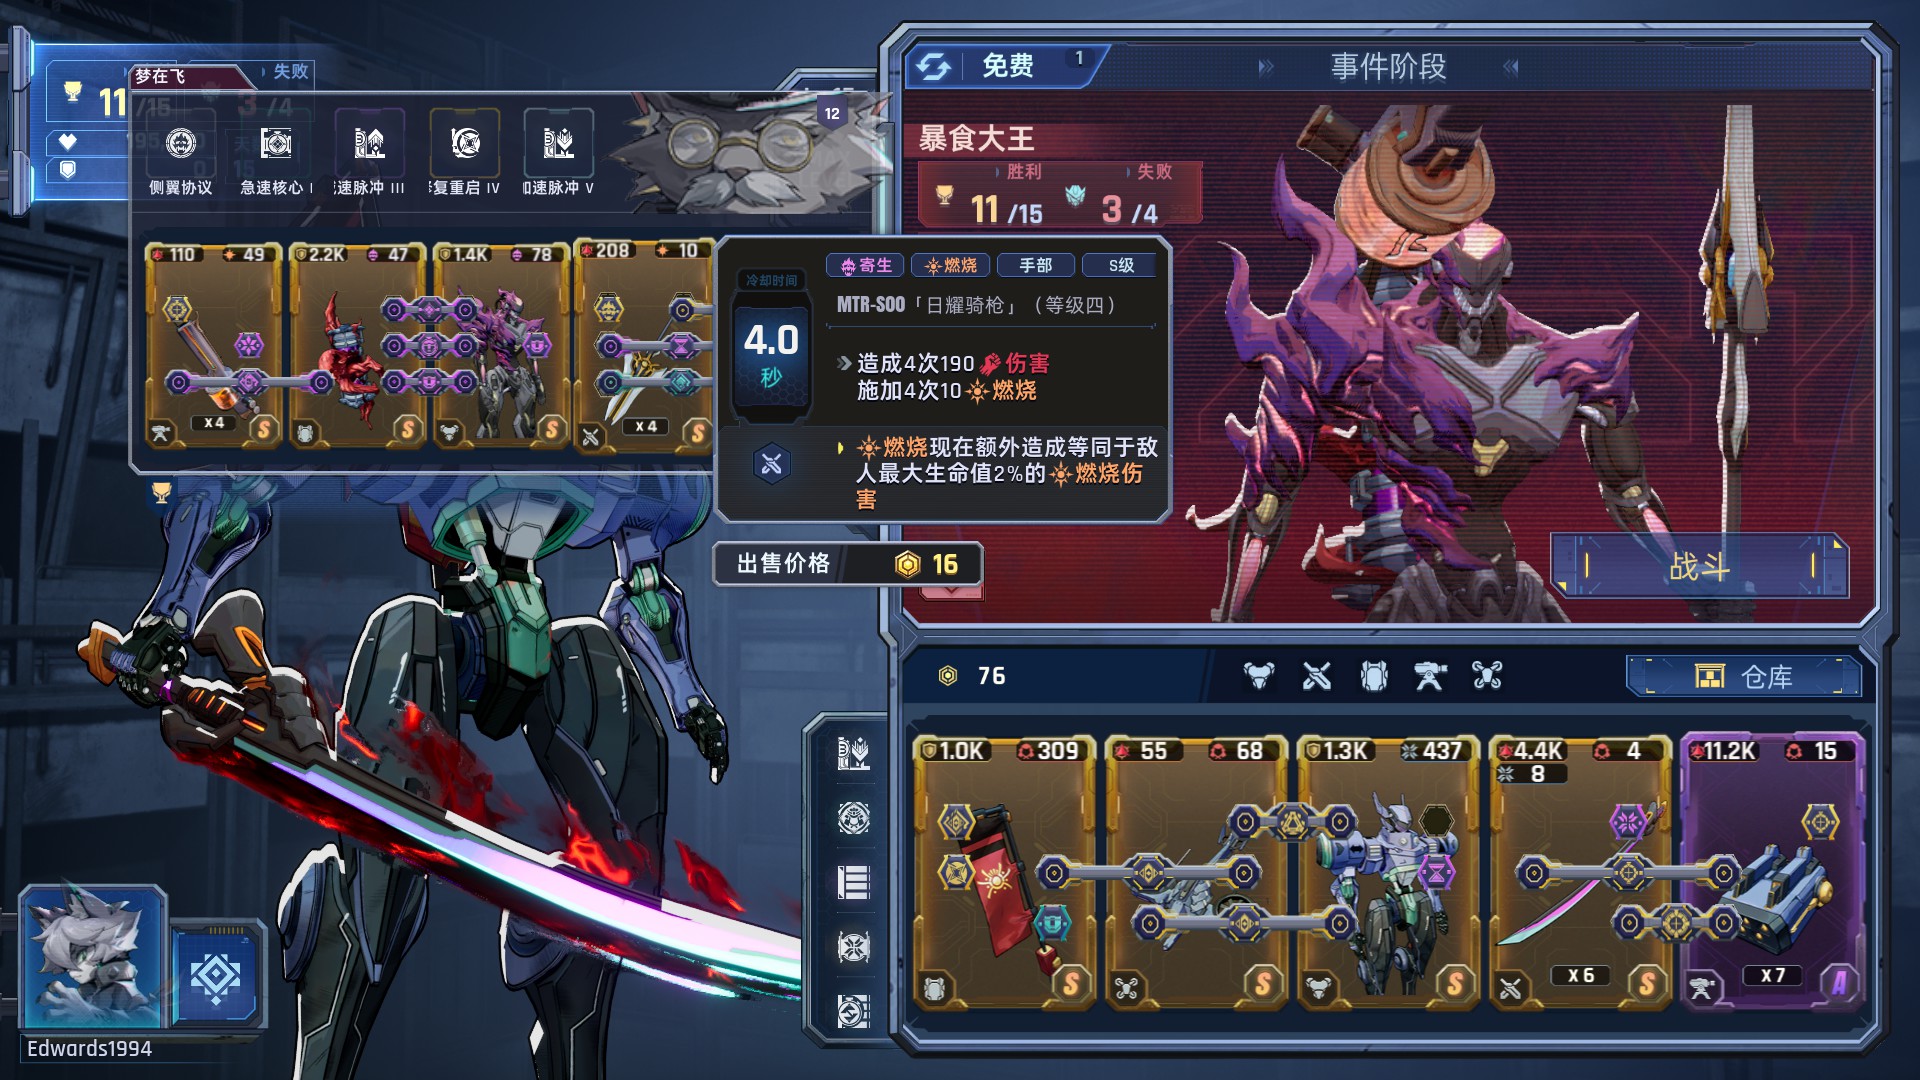 失败
11 /15
3 /4
梦在飞
12
侧翼协议
急速核心 I
速脉冲 III
复重启 IV
速脉冲 V
110
49
2.2K
47
1.4K
78
208
10
X4
S
S
S
X4
S
冷却时间
4.0
秒
寄生
燃烧
手部
S级
MTR-S00「日耀骑枪」（等级四）
造成4次190伤害
施加4次10燃烧
燃烧现在额外造成等同于敌
人最大生命值2%的燃烧伤
害
出售价格
16
免费
1
事件阶段
暴食大王
胜利
失败
11 /15
3 /4
战斗
76
仓库
1.0K
309
55
68
1.3K
437
4.4K
4
8
11.2K
15
S
S
S
X6
S
X7
A
Edwards1994